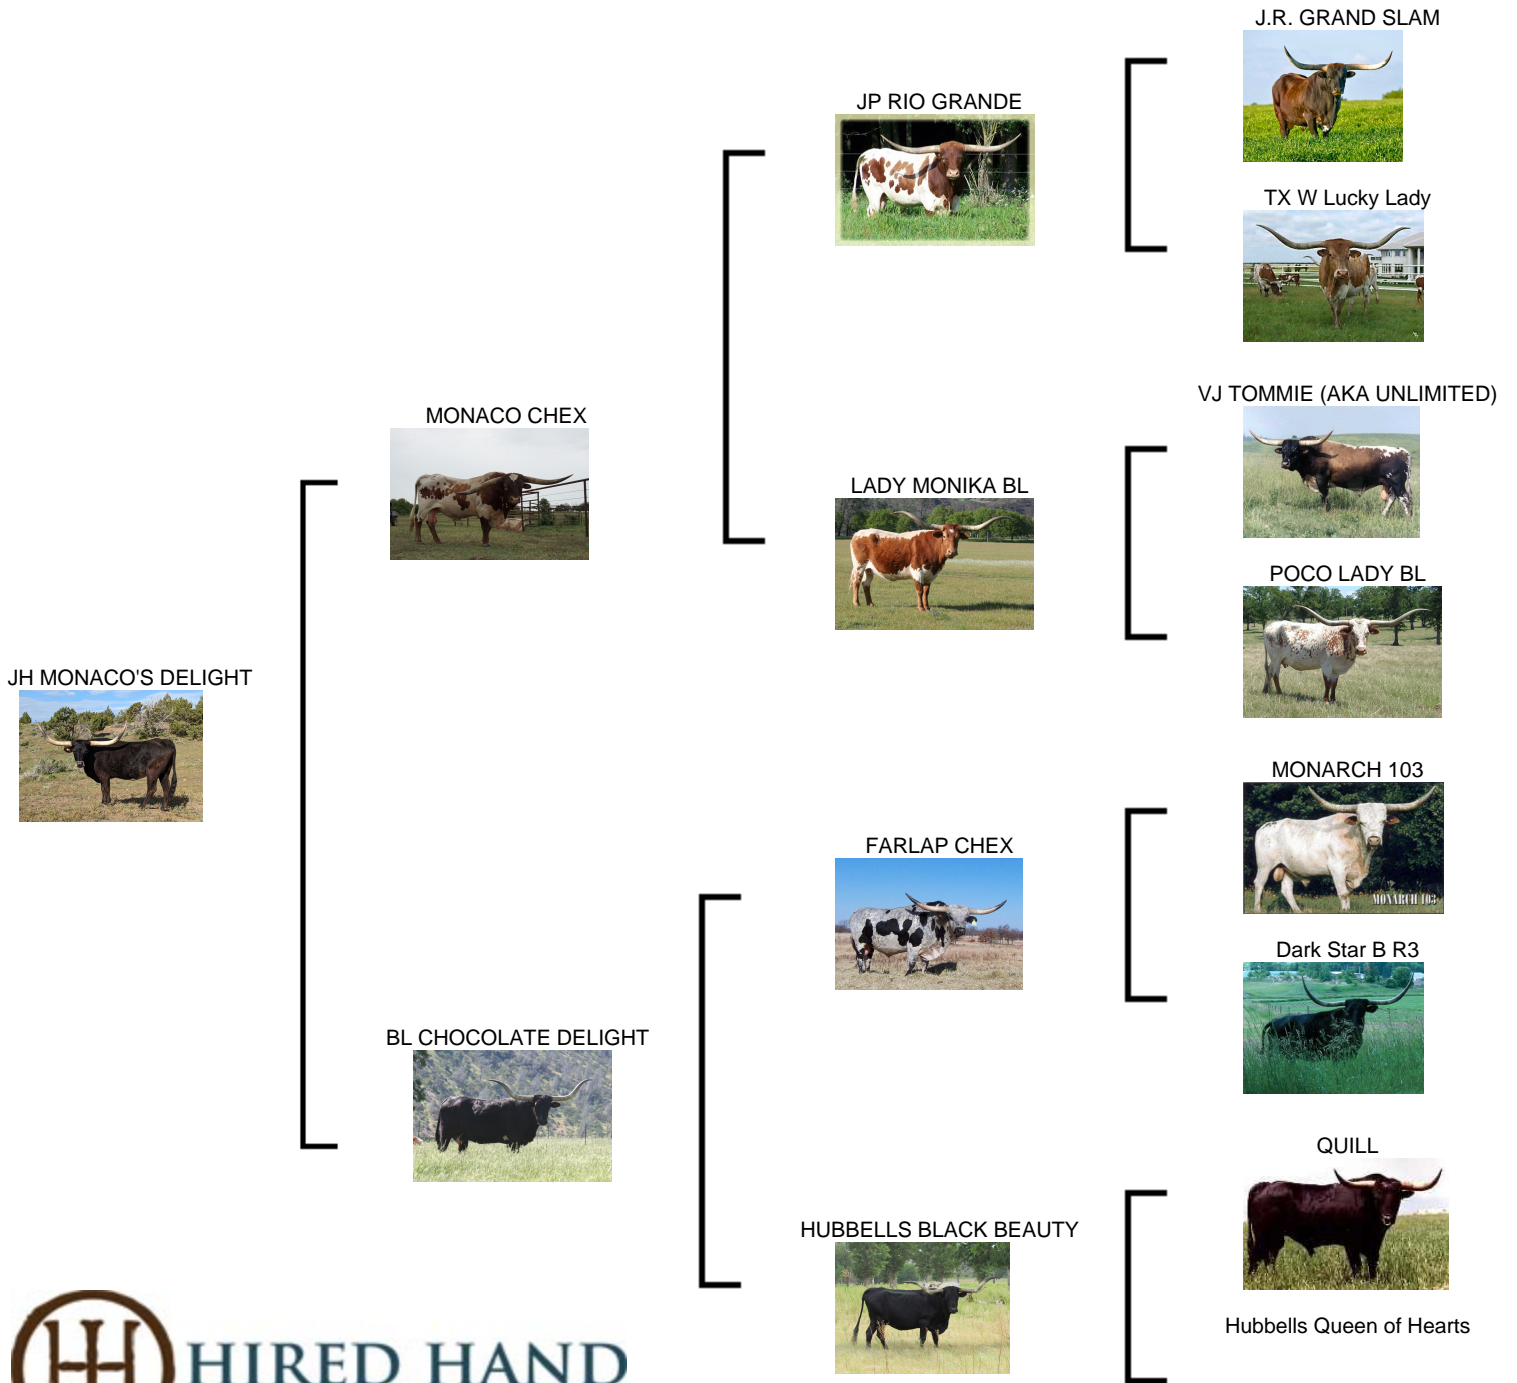 J.R. GRAND SLAM
JP RIO GRANDE
TX W Lucky Lady
VJ TOMMIE (AKA UNLIMITED)
MONACO CHEX
LADY MONIKA BL
POCO LADY BL
JH MONACO'S DELIGHT
MONARCH 103
MONARCH 103
FARLAP CHEX
Dark Star B R3
BL CHOCOLATE DELIGHT
QUILL
HUBBELLS BLACK BEAUTY
Hubbells Queen of Hearts
HIRED HAND